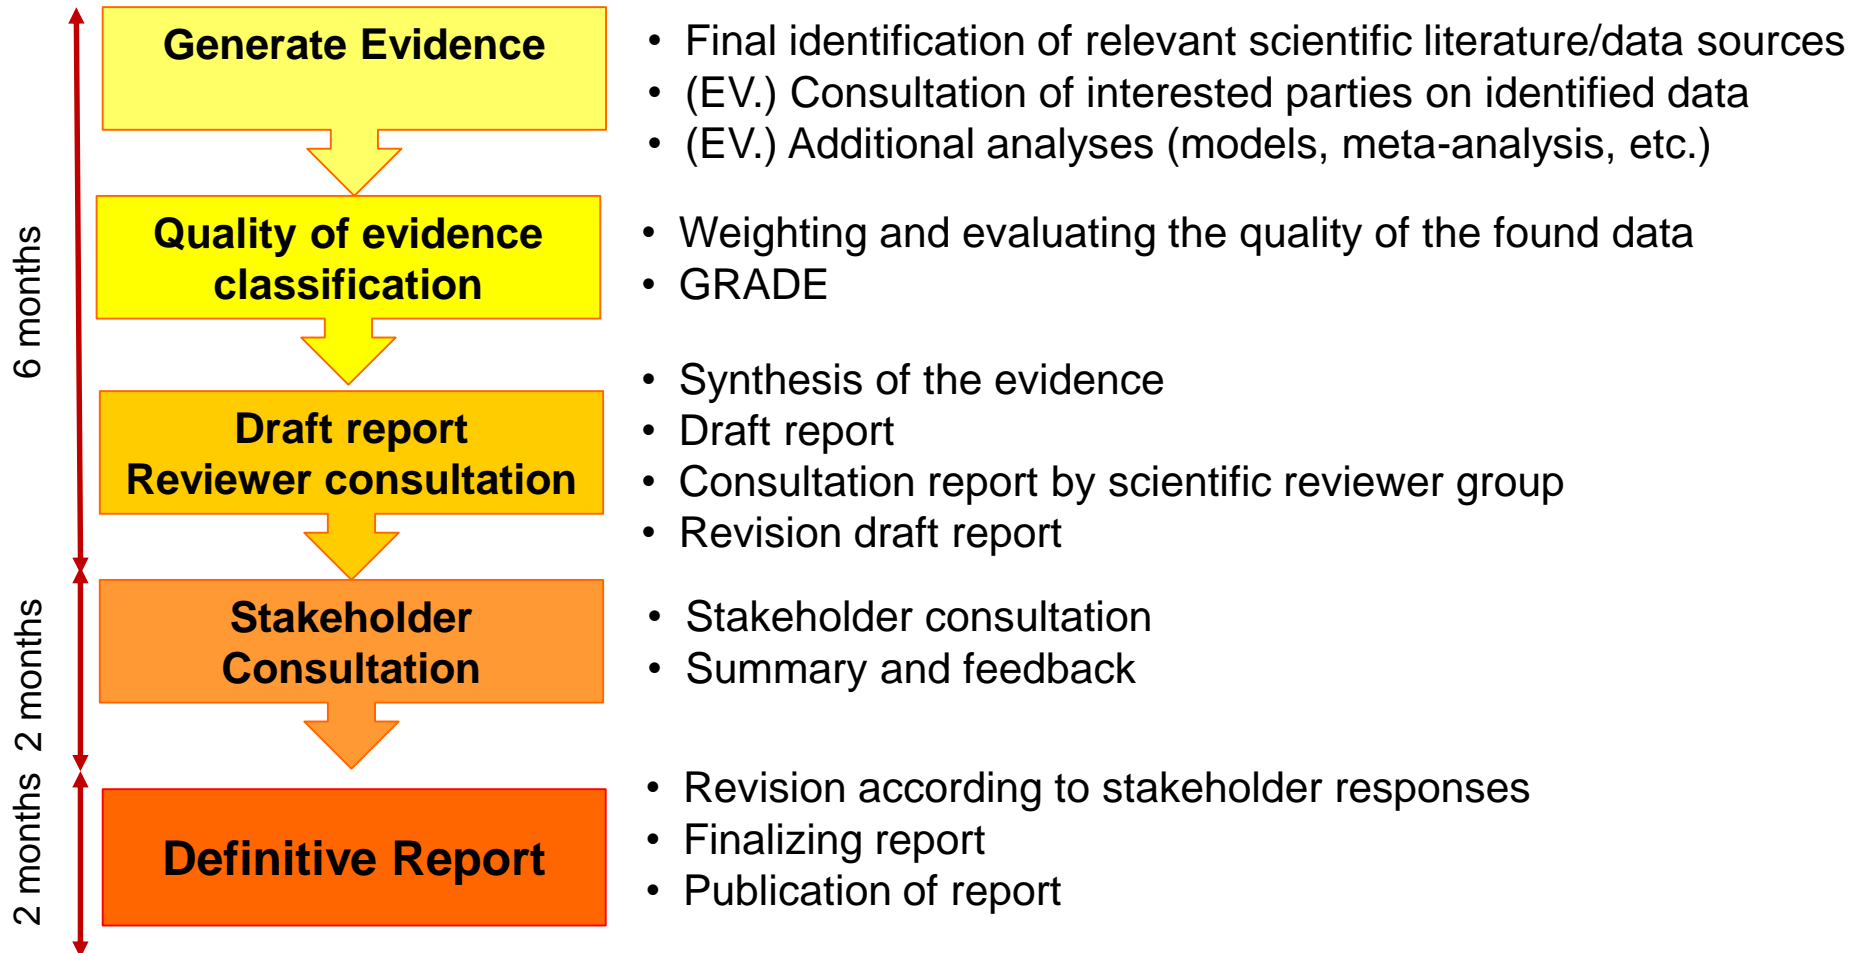 Generate Evidence
• Final identification of relevant scientific literature/data sources
• (EV.) Consultation of interested parties on identified data
• (EV.) Additional analyses (models, meta-analysis, etc.)
6 months
Quality of evidence
classification
• Weighting and evaluating the quality of the found data
• GRADE
Draft report
Reviewer consultation
• Synthesis of the evidence
• Draft report
• Consultation report by scientific reviewer group
• Revision draft report
2 months
Stakeholder
Consultation
• Stakeholder consultation
• Summary and feedback
2 months
Definitive Report
• Revision according to stakeholder responses
• Finalizing report
• Publication of report